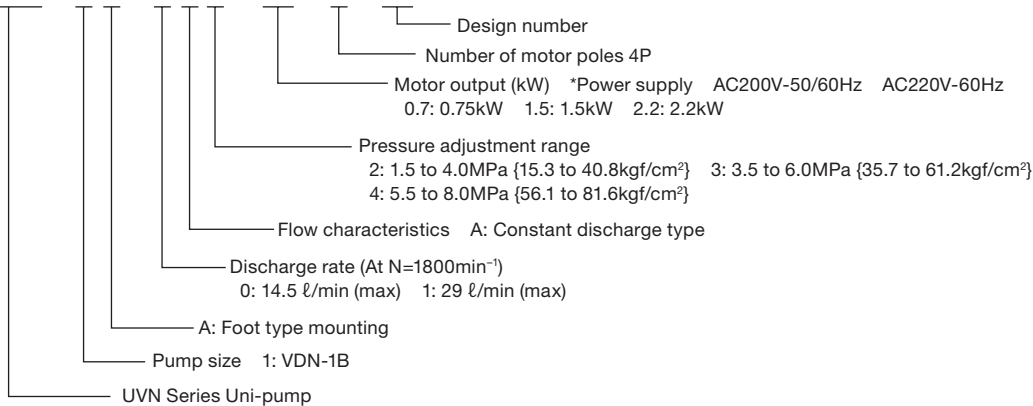 Design number
Number of motor poles 4P
Motor output (kW) *Power supply AC200V-50/60Hz AC220V-60Hz
0.7: 0.75kW 1.5: 1.5kW 2.2: 2.2kW
Pressure adjustment range
2: 1.5 to 4.0MPa {15.3 to 40.8kgf/cm²} 3: 3.5 to 6.0MPa {35.7 to 61.2kgf/cm²}
4: 5.5 to 8.0MPa {56.1 to 81.6kgf/cm²}
Flow characteristics A: Constant discharge type
Discharge rate (At N=1800min⁻¹)
0: 14.5 ℓ/min (max) 1: 29 ℓ/min (max)
A: Foot type mounting
Pump size 1: VDN-1B
UVN Series Uni-pump